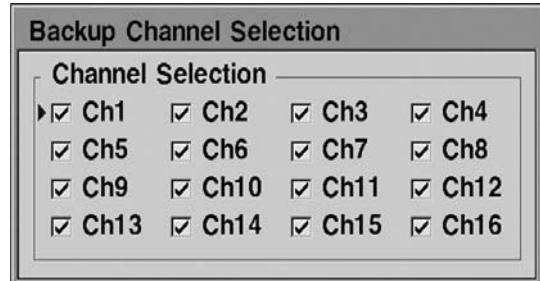 Backup Channel Selection
Channel Selection
Ch1 Ch2 Ch3 Ch4
Ch5 Ch6 Ch7 Ch8
Ch9 Ch10 Ch11 Ch12
Ch13 Ch14 Ch15 Ch16